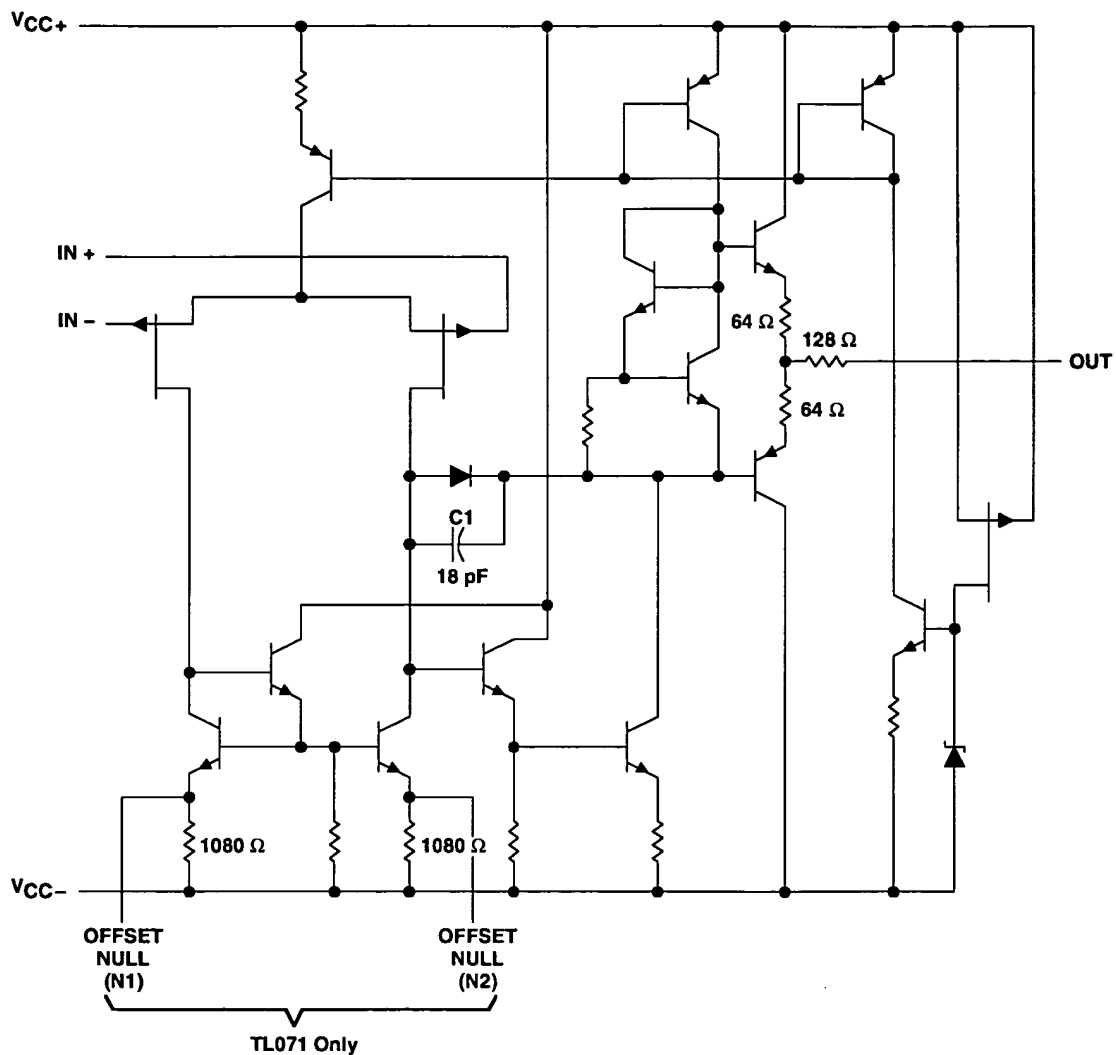 VCC+
IN +
IN −
64 Ω
128 Ω
OUT
64 Ω
C1
18 pF
1080 Ω
1080 Ω
VCC−
OFFSET
NULL
(N1)
OFFSET
NULL
(N2)
TL071 Only